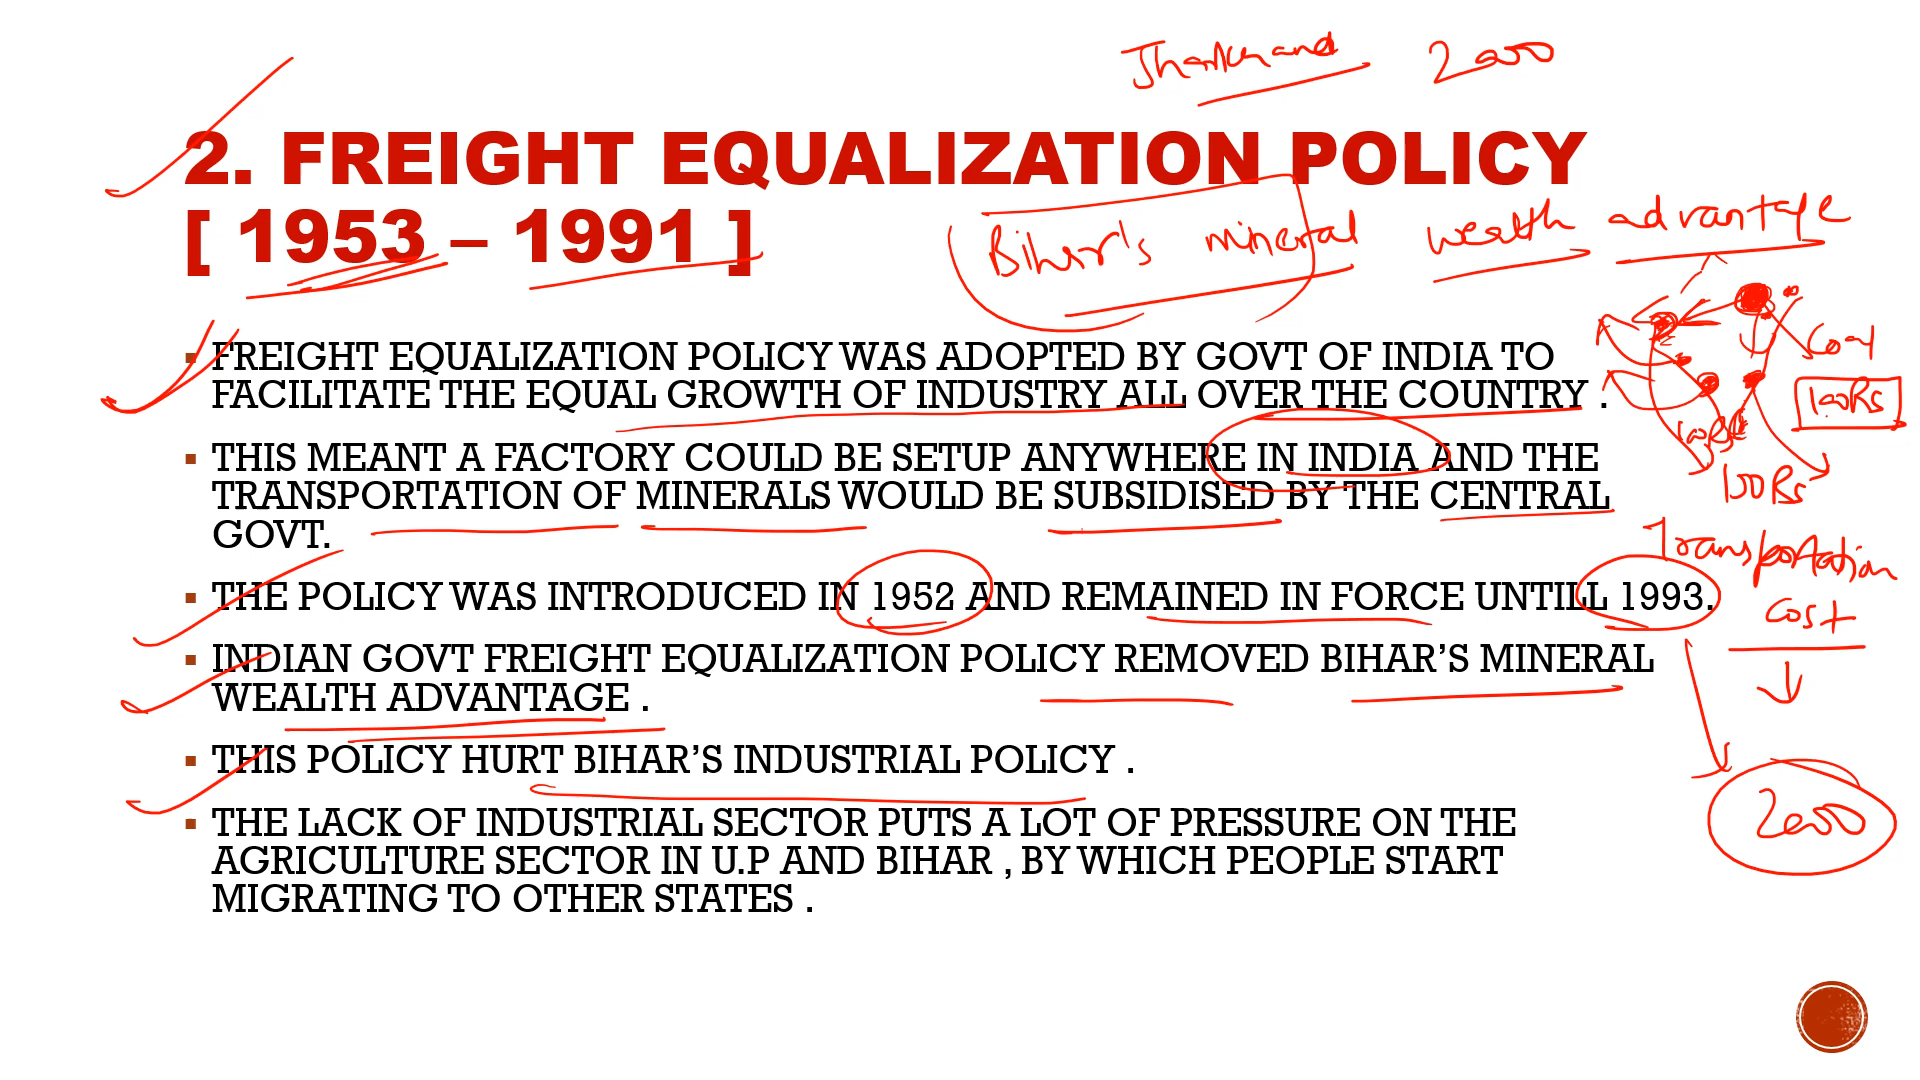 Jharkhand 2000
2. FREIGHT EQUALIZATION POLICY
[ 1953 – 1991 ]
Bihar's mineral wealth advantage
▪ FREIGHT EQUALIZATION POLICY WAS ADOPTED BY GOVT OF INDIA TO
FACILITATE THE EQUAL GROWTH OF INDUSTRY ALL OVER THE COUNTRY .
Coal
100Rs
▪ THIS MEANT A FACTORY COULD BE SETUP ANYWHERE IN INDIA AND THE
TRANSPORTATION OF MINERALS WOULD BE SUBSIDISED BY THE CENTRAL
GOVT.
100Rs
Transportation
cost
▪ THE POLICY WAS INTRODUCED IN 1952 AND REMAINED IN FORCE UNTILL 1993.
▪ INDIAN GOVT FREIGHT EQUALIZATION POLICY REMOVED BIHAR’S MINERAL
WEALTH ADVANTAGE .
▪ THIS POLICY HURT BIHAR’S INDUSTRIAL POLICY .
2000
▪ THE LACK OF INDUSTRIAL SECTOR PUTS A LOT OF PRESSURE ON THE
AGRICULTURE SECTOR IN U.P AND BIHAR , BY WHICH PEOPLE START
MIGRATING TO OTHER STATES .